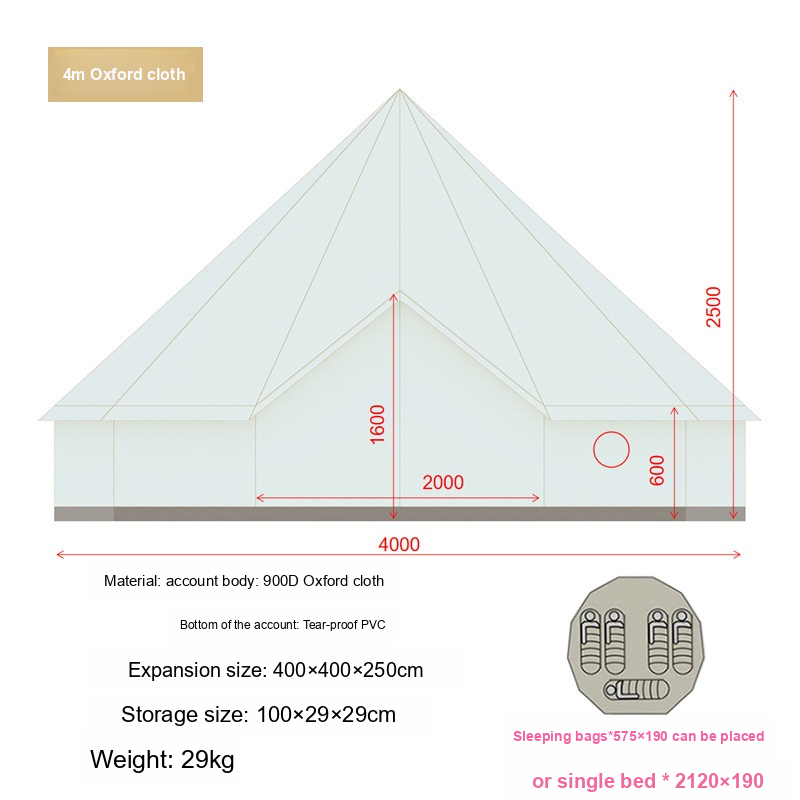 4m Oxford cloth
2500
1600
2000
600
4000
Material: account body: 900D Oxford cloth
Bottom of the account: Tear-proof PVC
Expansion size: 400×400×250cm
Storage size: 100×29×29cm
Weight: 29kg
Sleeping bags*575×190 can be placed
or single bed * 2120×190